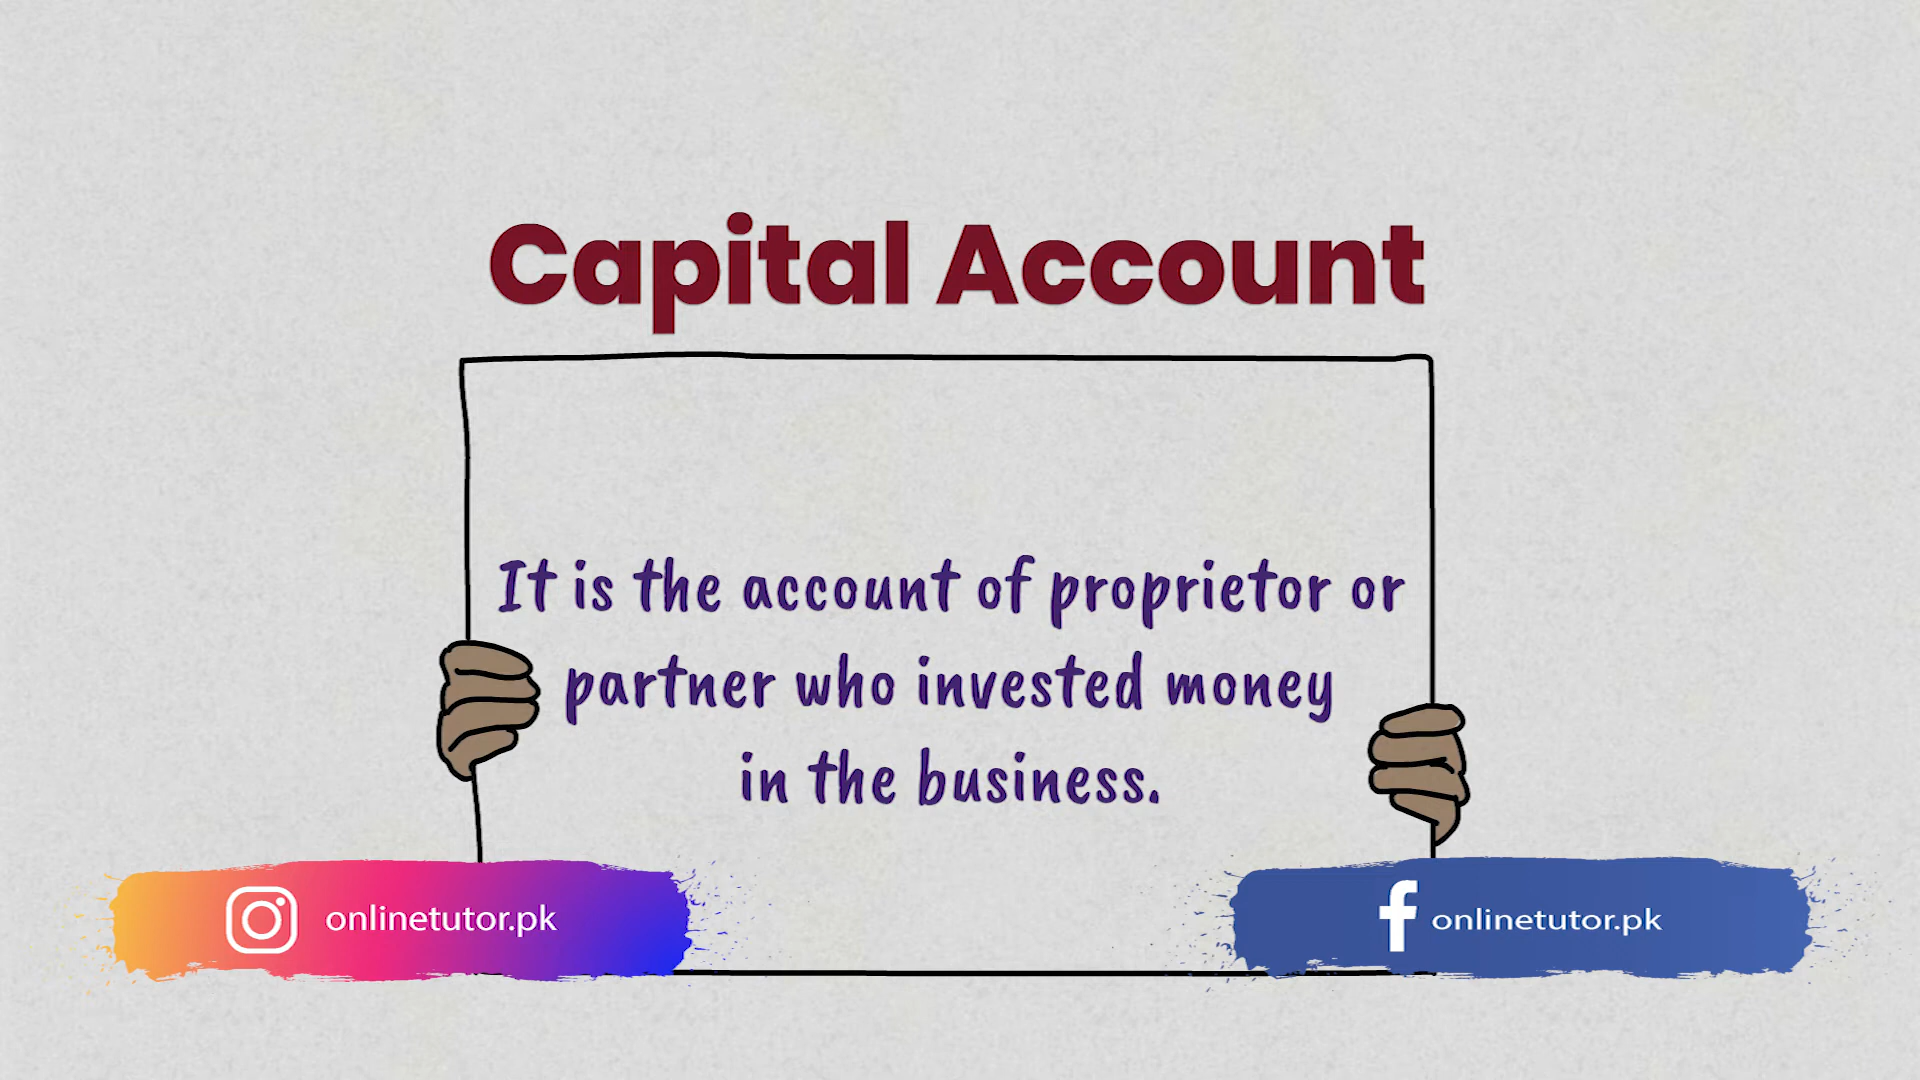 Capital Account
It is the account of proprietor or
partner who invested money
in the business.
onlinetutor.pk
onlinetutor.pk